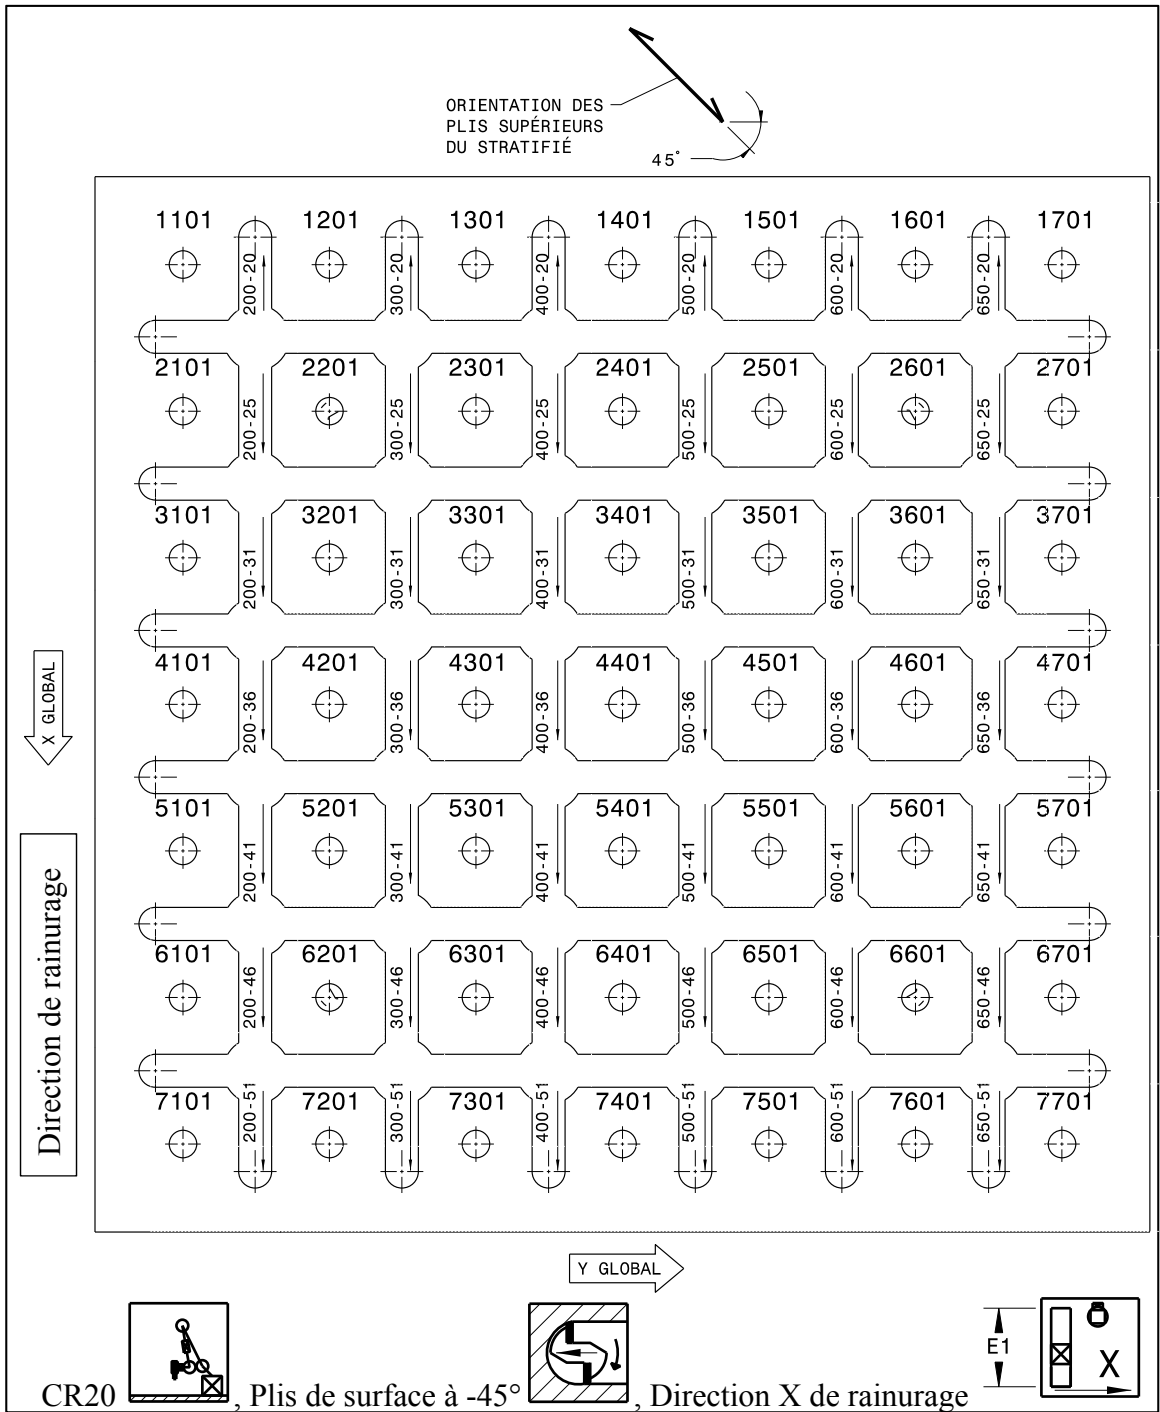 ORIENTATION DES
PLIS SUPÉRIEURS
DU STRATIFIÉ
45°
1101 1201 1301 1401 1501 1601 1701
200-20 300-20 400-20 500-20 600-20 650-20
2101 2201 2301 2401 2501 2601 2701
200-25 300-25 400-25 500-25 600-25 650-25
3101 3201 3301 3401 3501 3601 3701
200-31 300-31 400-31 500-31 600-31 650-31
4101 4201 4301 4401 4501 4601 4701
200-36 300-36 400-36 500-36 600-36 650-36
X GLOBAL
5101 5201 5301 5401 5501 5601 5701
200-41 300-41 400-41 500-41 600-41 650-41
Direction de rainurage
6101 6201 6301 6401 6501 6601 6701
200-46 300-46 400-46 500-46 600-46 650-46
7101 7201 7301 7401 7501 7601 7701
200-51 300-51 400-51 500-51 600-51 650-51
Y GLOBAL
E1
X
CR20 , Plis de surface à -45° , Direction X de rainurage